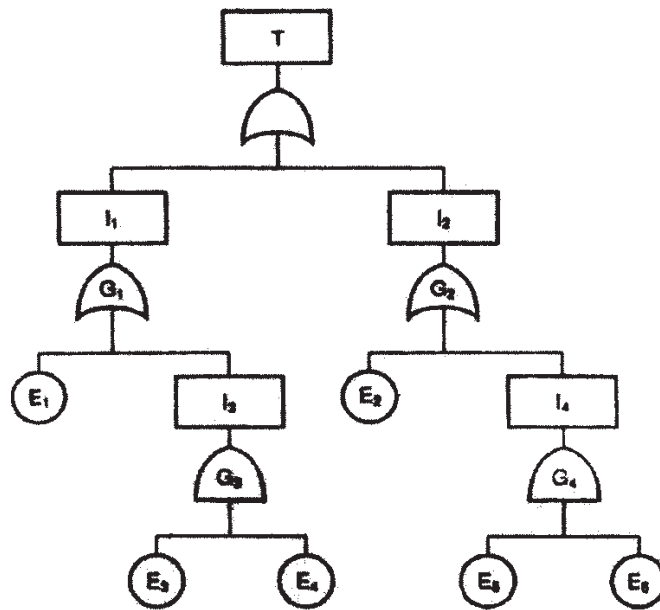 T
I₁ I₂
G₁ G₂
E₁ I₃ E₂ I₄
G₃ G₄
E₃ E₄ E₅ E₆